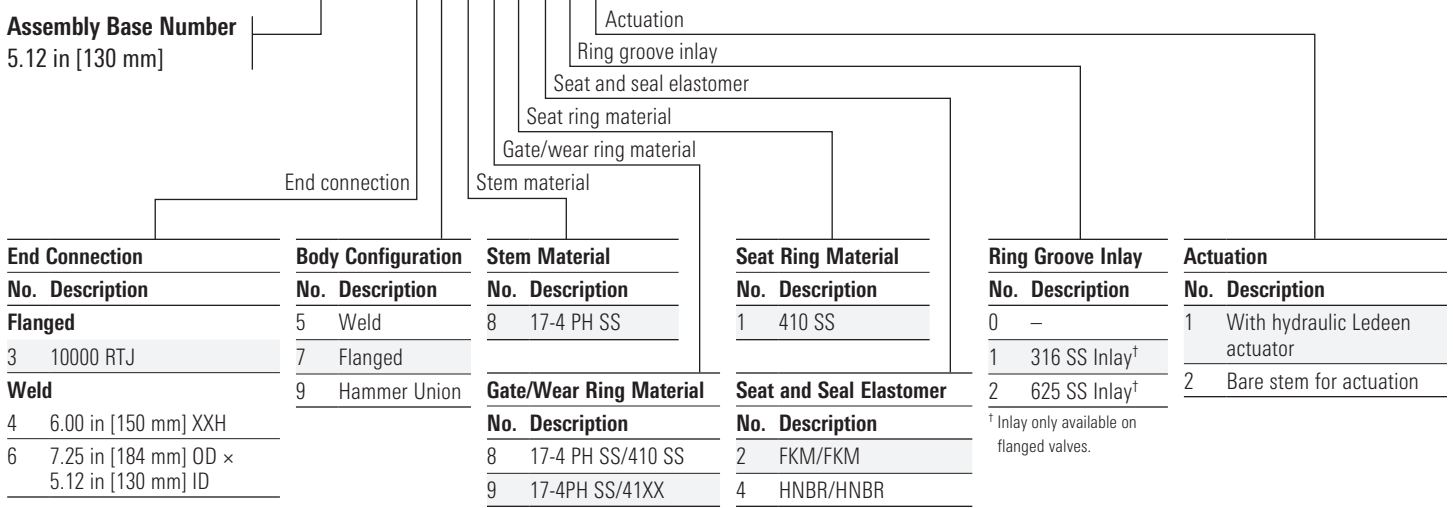 Assembly Base Number
5.12 in [130 mm]
Actuation
Ring groove inlay
Seat and seal elastomer
Seat ring material
Gate/wear ring material
End connection
Stem material
End Connection
No. Description
Flanged
3 10000 RTJ
Weld
4 6.00 in [150 mm] XXH
6 7.25 in [184 mm] OD ×
5.12 in [130 mm] ID
Body Configuration
No. Description
5 Weld
7 Flanged
9 Hammer Union
Stem Material
No. Description
8 17-4 PH SS
Gate/Wear Ring Material
No. Description
8 17-4 PH SS/410 SS
9 17-4PH SS/41XX
Seat Ring Material
No. Description
1 410 SS
Seat and Seal Elastomer
No. Description
2 FKM/FKM
4 HNBR/HNBR
Ring Groove Inlay
No. Description
0 –
1 316 SS Inlay†
2 625 SS Inlay†
† Inlay only available on
flanged valves.
Actuation
No. Description
1 With hydraulic Ledeen
actuator
2 Bare stem for actuation